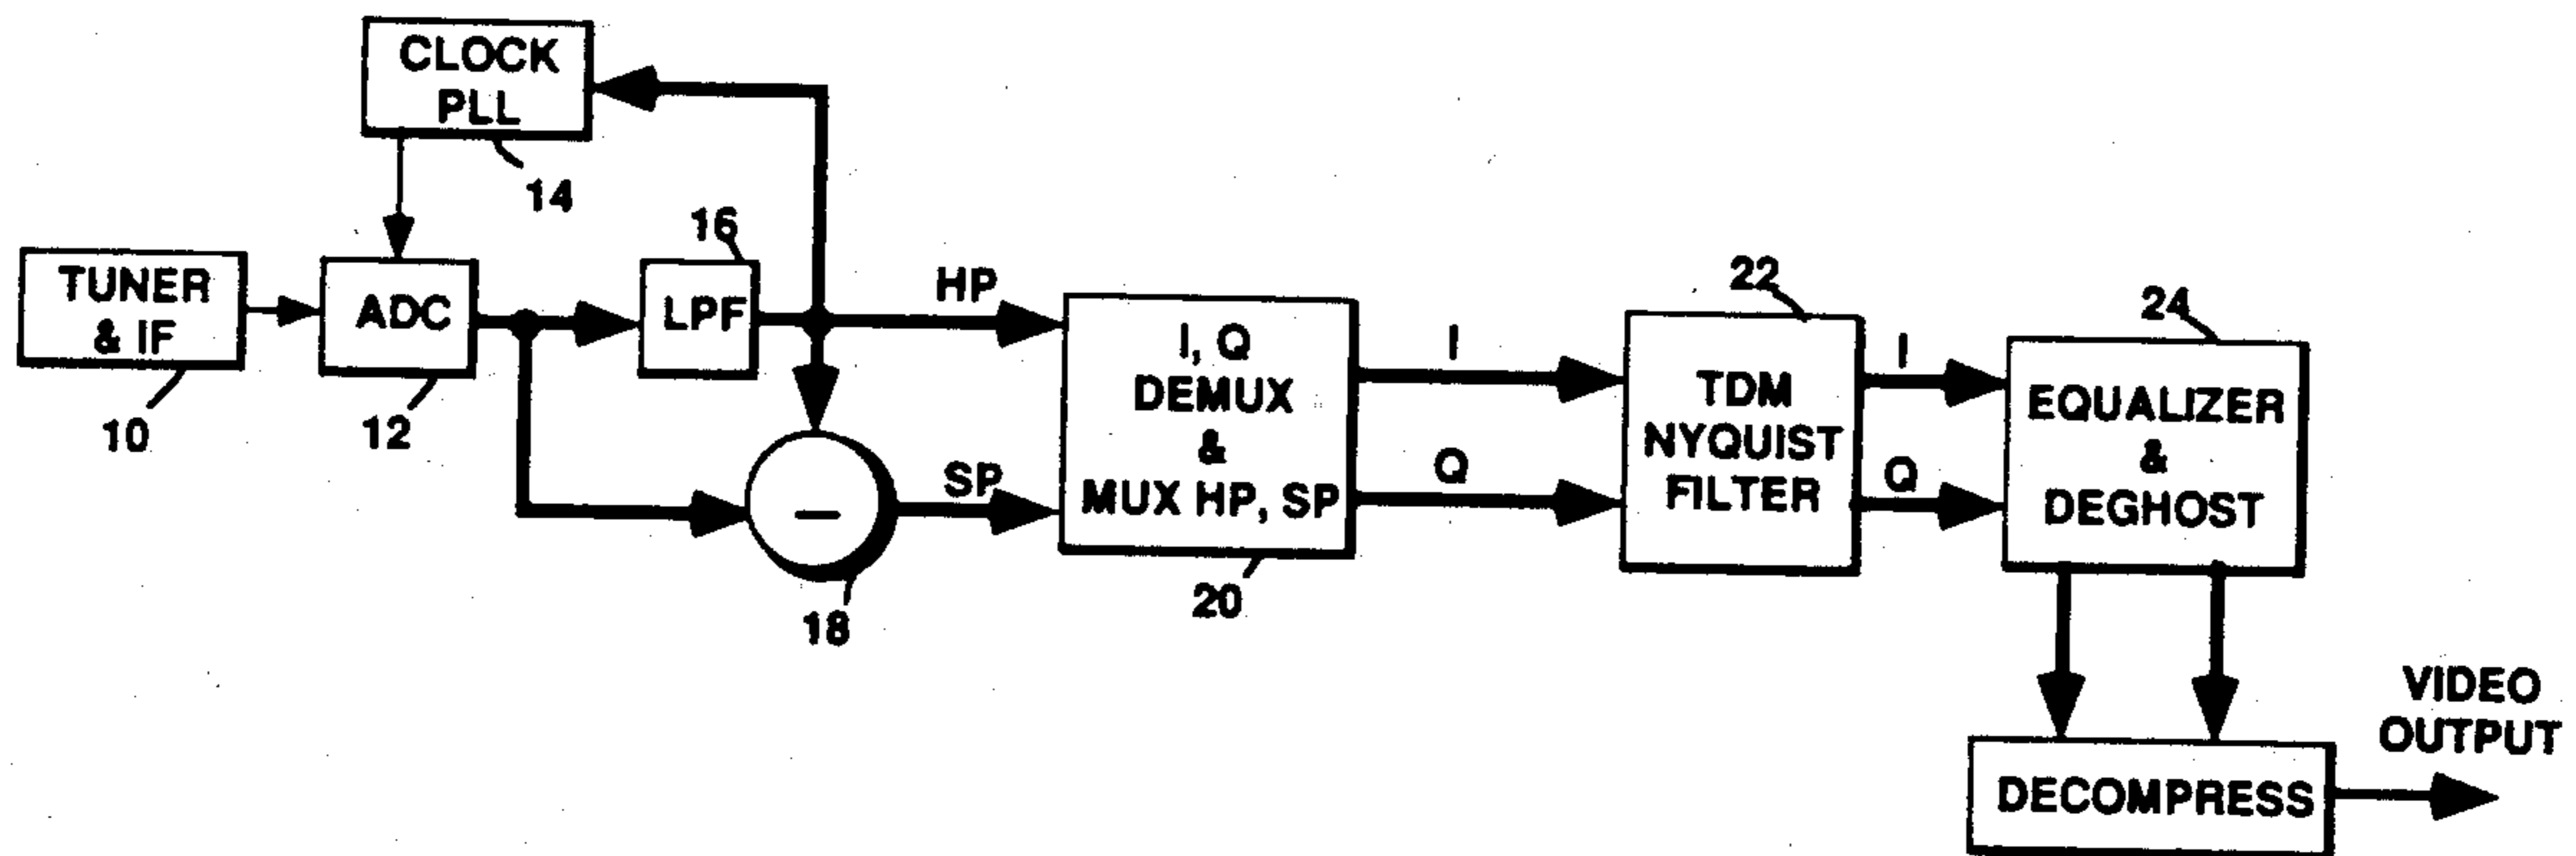 CLOCK
PLL
14
TUNER
& IF
10
ADC
12
16
LPF
HP
SP
18
I, Q
DEMUX
&
MUX HP, SP
20
I
Q
22
TDM
NYQUIST
FILTER
I
Q
24
EQUALIZER
&
DEGHOST
DECOMPRESS
VIDEO
OUTPUT